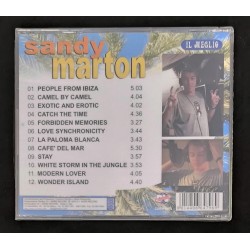 sandy
marton
IL MEGLIO
01. PEOPLE FROM IBIZA 5.03
02. CAMEL BY CAMEL 4.04
03. EXOTIC AND EROTIC 4.02
04. CATCH THE TIME 4.36
05. FORBIDDEN MEMORIES 3.27
06. LOVE SYNCHRONICITY 3.44
07. LA PALOMA BLANCA 3.43
08. CAFE' DEL MAR 5.30
09. STAY 3.53
10. WHITE STORM IN THE JUNGLE 3.57
11. MODERN LOVER 4.05
12. WONDER ISLAND 4.40